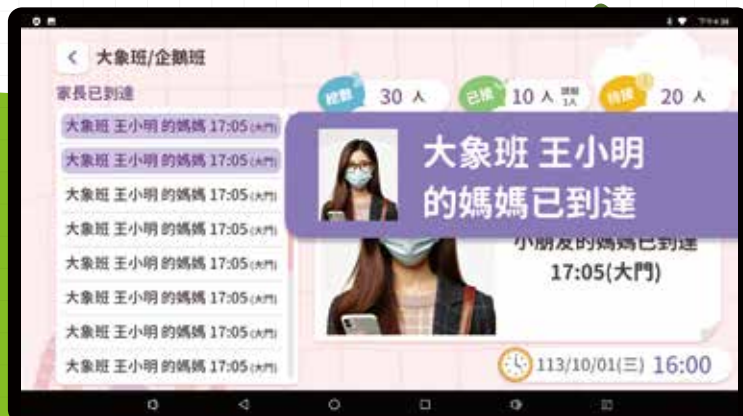 下午4:38
大象班/企鵝班
家長已到達
總數 30 人
已接 10 人 請假 1人
待接 20 人
大象班 王小明 的媽媽 17:05 (大門)
大象班 王小明 的媽媽 17:05 (大門)
大象班 王小明 的媽媽 17:05 (大門)
大象班 王小明 的媽媽 17:05 (大門)
大象班 王小明 的媽媽 17:05 (大門)
大象班 王小明 的媽媽 17:05 (大門)
大象班 王小明 的媽媽 17:05 (大門)
大象班 王小明 的媽媽 17:05 (大門)
大象班 王小明
的媽媽已到達
小朋友的媽媽已到達
17:05(大門)
113/10/01(三) 16:00